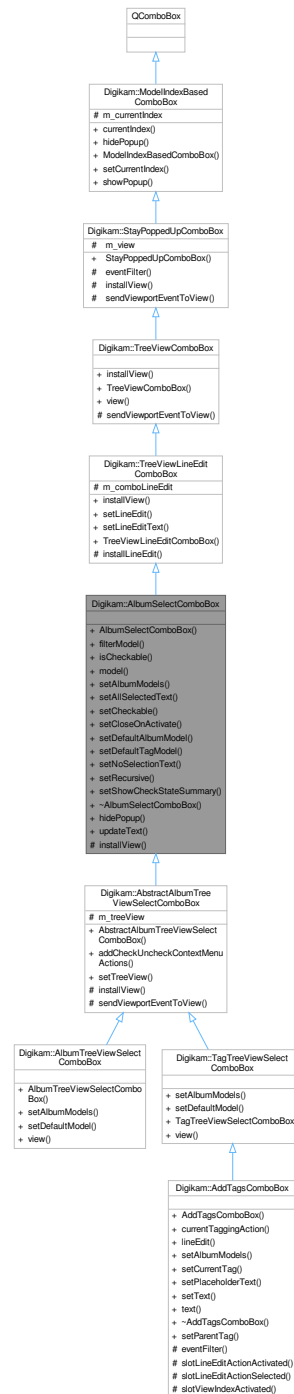 QComboBox
Digikam::ModelIndexBased
ComboBox
# m_currentIndex
+ currentIndex()
+ hidePopup()
+ ModelIndexBasedComboBox()
+ setCurrentIndex()
+ showPopup()
Digikam::StayPoppedUpComboBox
# m_view
+ StayPoppedUpComboBox()
# eventFilter()
# installView()
# sendViewportEventToView()
Digikam::TreeViewComboBox
+ installView()
+ TreeViewComboBox()
+ view()
# sendViewportEventToView()
Digikam::TreeViewLineEdit
ComboBox
# m_comboLineEdit
+ installView()
+ setLineEdit()
+ setLineEditText()
+ TreeViewLineEditComboBox()
# installLineEdit()
Digikam::AlbumSelectComboBox
+ AlbumSelectComboBox()
+ filterModel()
+ isCheckable()
+ model()
+ setAlbumModels()
+ setAllSelectedText()
+ setCheckable()
+ setCloseOnActivate()
+ setDefaultAlbumModel()
+ setDefaultTagModel()
+ setNoSelectionText()
+ setRecursive()
+ setShowCheckStateSummary()
+ ~AlbumSelectComboBox()
+ hidePopup()
+ updateText()
# installView()
Digikam::AbstractAlbumTree
ViewSelectComboBox
# m_treeView
+ AbstractAlbumTreeViewSelect
ComboBox()
+ addCheckUncheckContextMenu
Actions()
+ setTreeView()
# installView()
# sendViewportEventToView()
Digikam::AlbumTreeViewSelect
ComboBox
+ AlbumTreeViewSelectCombo
Box()
+ setAlbumModels()
+ setDefaultModel()
+ view()
Digikam::TagTreeViewSelect
ComboBox
+ setAlbumModels()
+ setDefaultModel()
+ TagTreeViewSelectComboBox
+ view()
Digikam::AddTagsComboBox
+ AddTagsComboBox()
+ currentTaggingAction()
+ lineEdit()
+ setAlbumModels()
+ setCurrentTag()
+ setPlaceholderText()
+ setText()
+ text()
+ ~AddTagsComboBox()
+ setParentTag()
# eventFilter()
# slotLineEditActionActivated()
# slotLineEditActionSelected()
# slotViewIndexActivated()